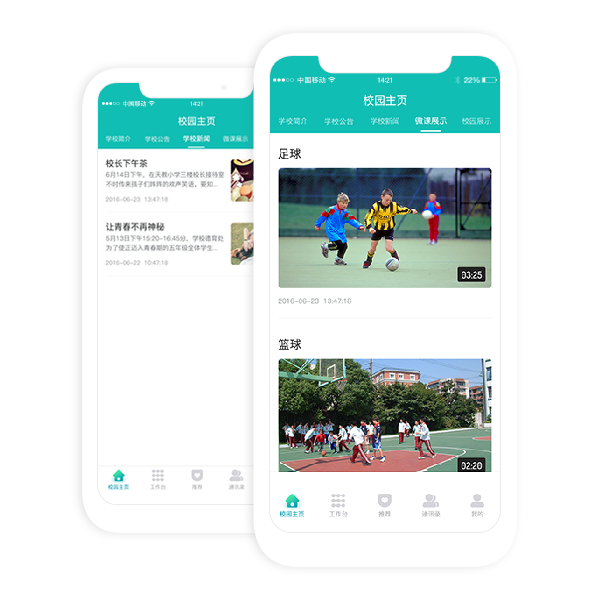 中国移动
14:21
校园主页
学校简介 学校公告 学校新闻 微课展示
校长下午茶
6月14日下午,在天教小学三楼校长接待室
不时传来孩子们阵阵的欢声笑语,要知...
2016-06-23 10:47:18
让青春不再神秘
5月13日下午15:20-16:45分,学校德育处
为了使正迈入青春期的五年级全体学生...
2016-06-22 10:47:18
校园主页 工作台 推荐 通讯录
中国移动
14:21
22%
校园主页
学校简介 学校公告 学校新闻 微课展示 校园展示
足球
03:25
2016-06-23 10:47:18
篮球
02:20
校园主页 工作台 推荐 通讯录 我的